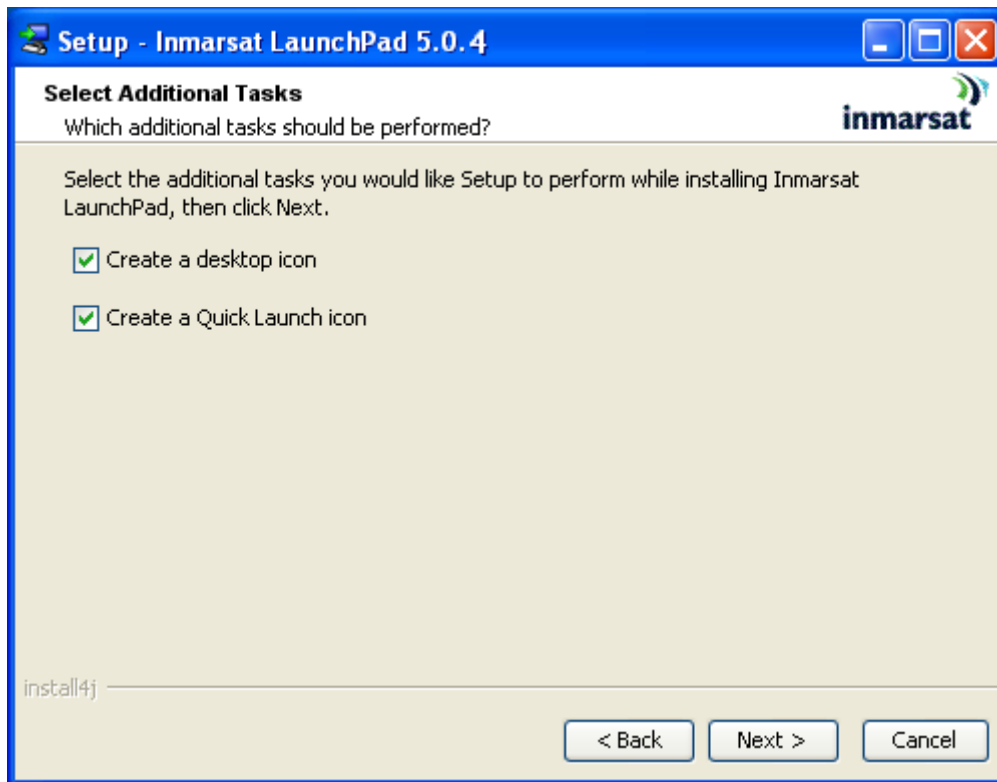 Setup - Inmarsat LaunchPad 5.0.4
Select Additional Tasks
Which additional tasks should be performed?
inmarsat
Select the additional tasks you would like Setup to perform while installing Inmarsat
LaunchPad, then click Next.
Create a desktop icon
Create a Quick Launch icon
install4j
< Back
Next >
Cancel